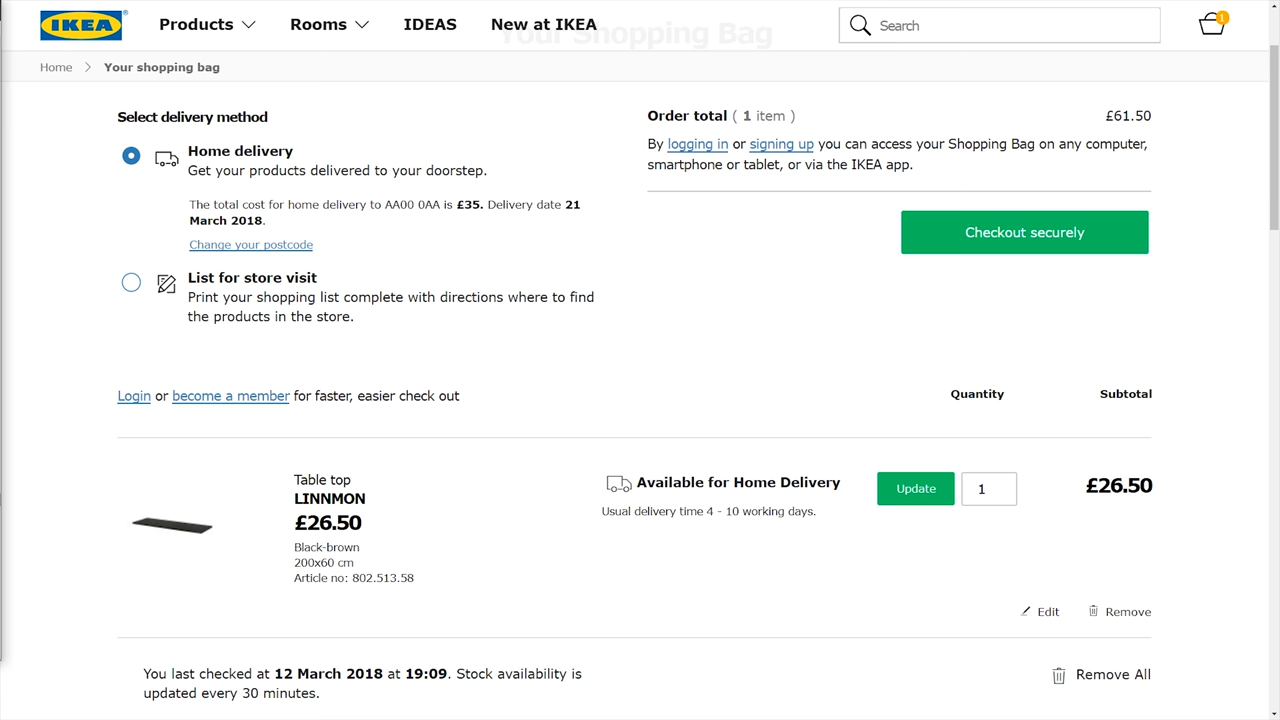 IKEA
Products
Rooms
IDEAS
New at IKEA
Your Shopping Bag
Search
1
Home
Your shopping bag
Select delivery method
Home delivery
Get your products delivered to your doorstep.
The total cost for home delivery to AA00 0AA is £35. Delivery date 21
March 2018.
Change your postcode
List for store visit
Print your shopping list complete with directions where to find
the products in the store.
Order total ( 1 item )
£61.50
By logging in or signing up you can access your Shopping Bag on any computer,
smartphone or tablet, or via the IKEA app.
Checkout securely
Login or become a member for faster, easier check out
Quantity
Subtotal
Table top
LINNMON
£26.50
Black-brown
200x60 cm
Article no: 802.513.58
Available for Home Delivery
Usual delivery time 4 - 10 working days.
Update
1
£26.50
Edit
Remove
You last checked at 12 March 2018 at 19:09. Stock availability is
updated every 30 minutes.
Remove All